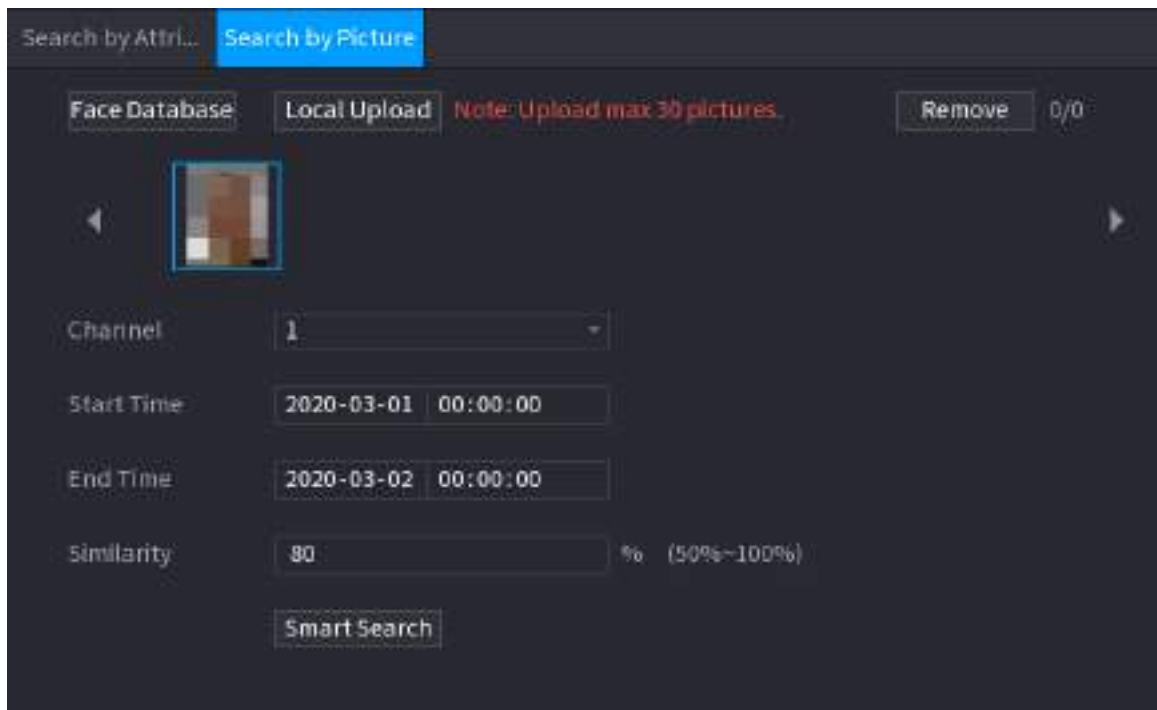 Search by Attri... Search by Picture
Face Database Local Upload Note: Upload max 30 pictures. Remove 0/0
Channel 1
Start Time 2020-03-01 00:00:00
End Time 2020-03-02 00:00:00
Similarity 80 % (50%~100%)
Smart Search